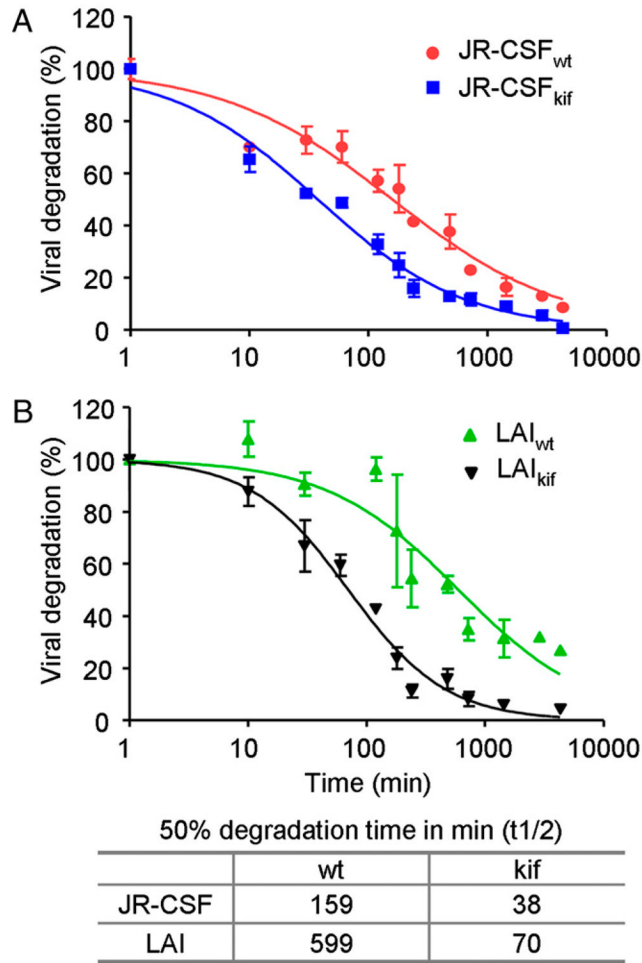 A
JR-CSFwt
JR-CSFkif
Viral degradation (%)
120
100
80
60
40
20
0
1 10 100 1000 10000
B
LAIwt
LAIkif
Viral degradation (%)
120
100
80
60
40
20
0
1 10 100 1000 10000
Time (min)
50% degradation time in min (t1/2)
wt kif
JR-CSF 159 38
LAI 599 70